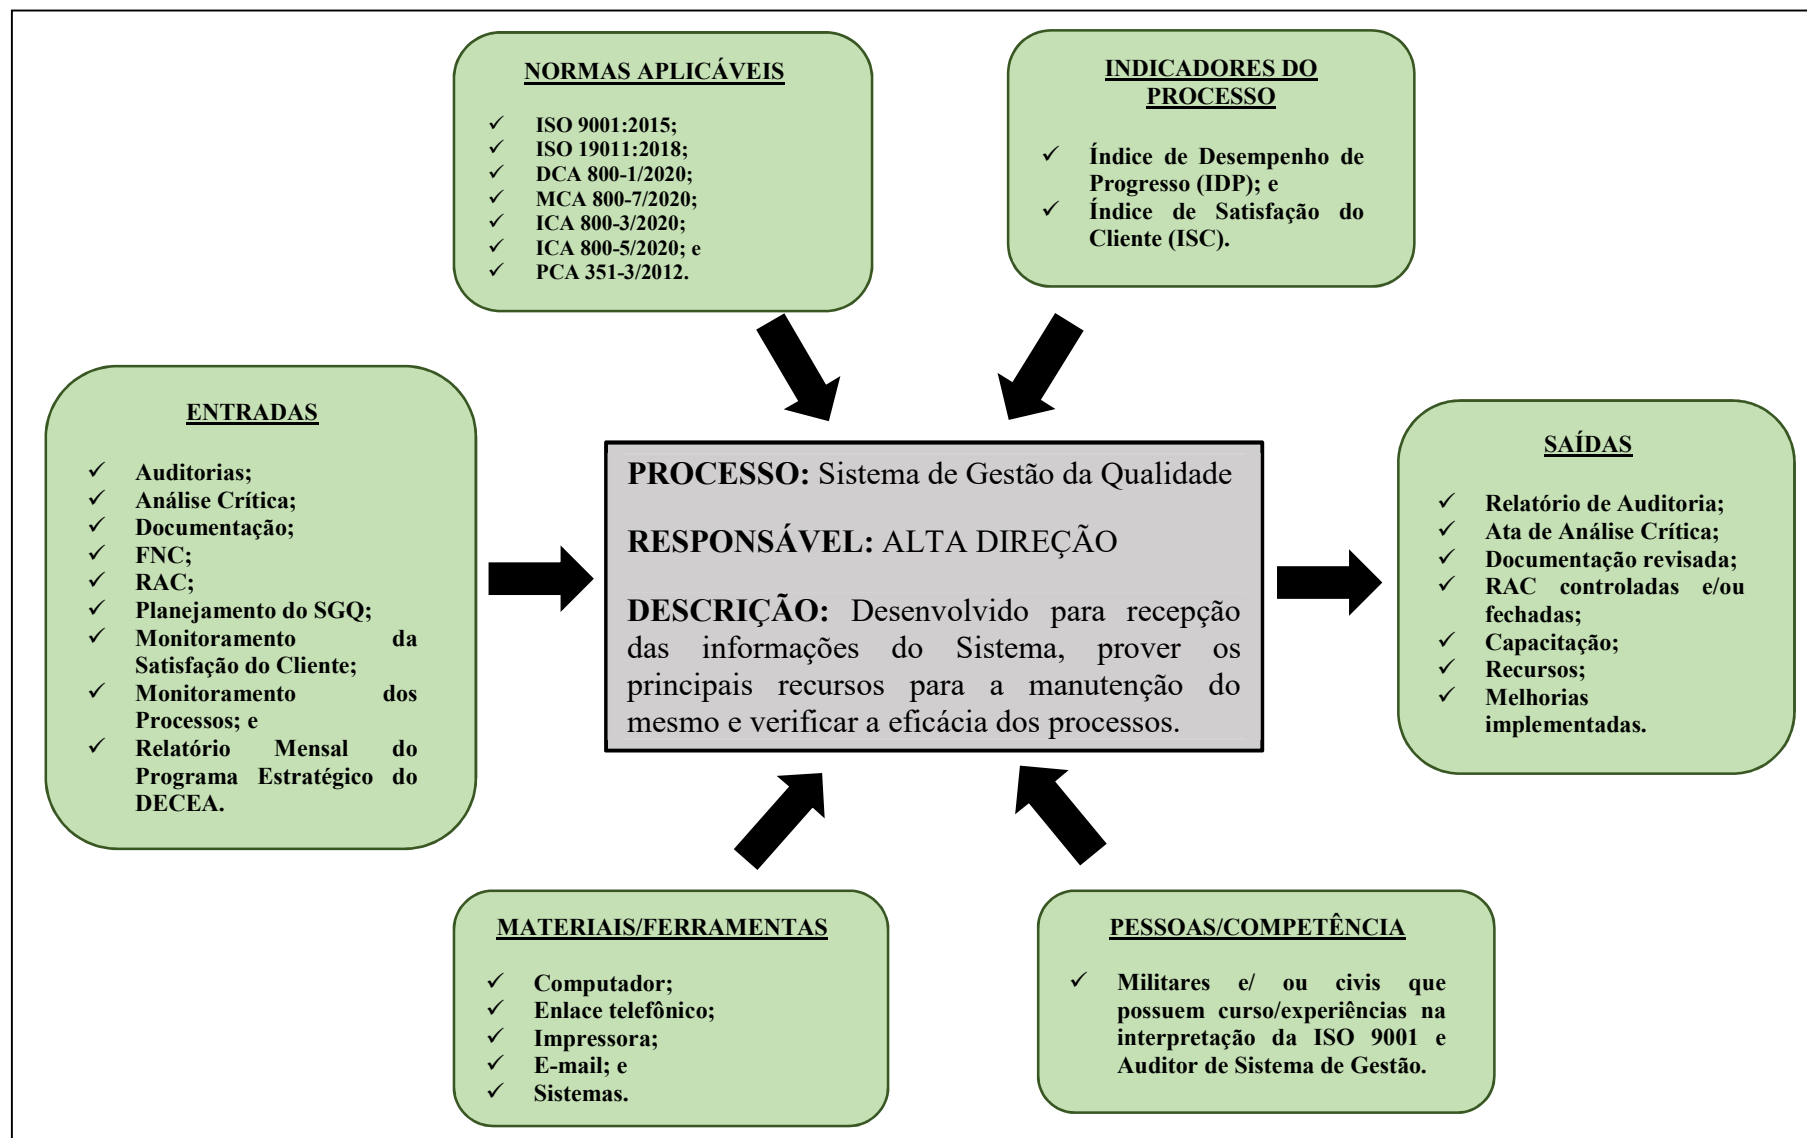 NORMAS APLICÁVEIS
✓ ISO 9001:2015;
✓ ISO 19011:2018;
✓ DCA 800-1/2020;
✓ MCA 800-7/2020;
✓ ICA 800-3/2020;
✓ ICA 800-5/2020; e
✓ PCA 351-3/2012.
INDICADORES DO
PROCESSO
✓ Índice de Desempenho de
Progresso (IDP); e
✓ Índice de Satisfação do
Cliente (ISC).
ENTRADAS
✓ Auditorias;
✓ Análise Crítica;
✓ Documentação;
✓ FNC;
✓ RAC;
✓ Planejamento do SGQ;
✓ Monitoramento da
Satisfação do Cliente;
✓ Monitoramento dos
Processos; e
✓ Relatório Mensal do
Programa Estratégico do
DECEA.
PROCESSO: Sistema de Gestão da Qualidade
RESPONSÁVEL: ALTA DIREÇÃO
DESCRIÇÃO: Desenvolvido para recepção
das informações do Sistema, prover os
principais recursos para a manutenção do
mesmo e verificar a eficácia dos processos.
SAÍDAS
✓ Relatório de Auditoria;
✓ Ata de Análise Crítica;
✓ Documentação revisada;
✓ RAC controladas e/ou
fechadas;
✓ Capacitação;
✓ Recursos;
✓ Melhorias
implementadas.
MATERIAIS/FERRAMENTAS
✓ Computador;
✓ Enlace telefônico;
✓ Impressora;
✓ E-mail; e
✓ Sistemas.
PESSOAS/COMPETÊNCIA
✓ Militares e/ ou civis que
possuem curso/experiências na
interpretação da ISO 9001 e
Auditor de Sistema de Gestão.